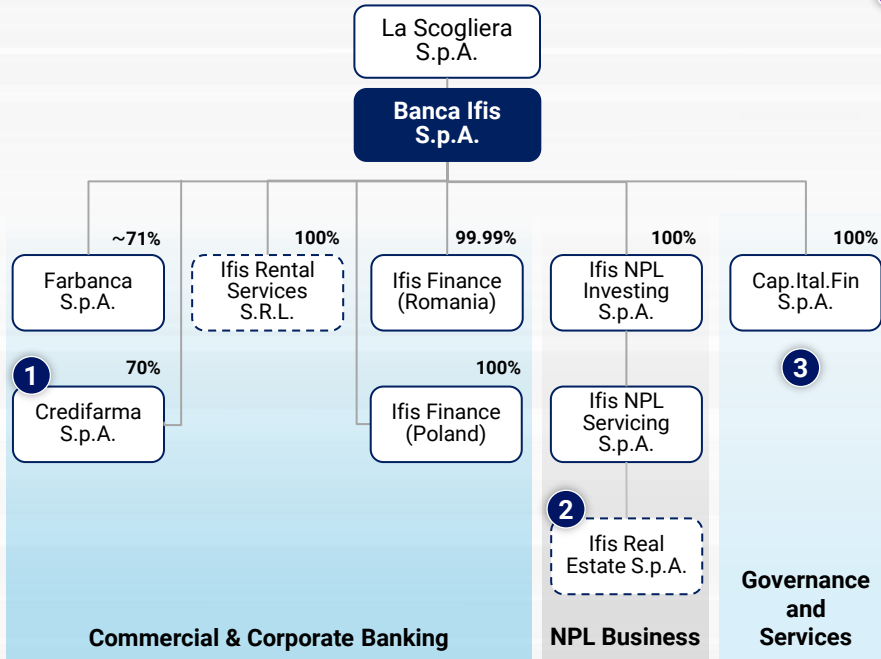 La Scogliera
S.p.A.
Banca Ifis
S.p.A.
~71%
Farbanca
S.p.A.
100%
Ifis Rental
Services
S.R.L.
99.99%
Ifis Finance
(Romania)
100%
Ifis NPL
Investing
S.p.A.
100%
Cap.Ital.Fin
S.p.A.
1
70%
Credifarma
S.p.A.
100%
Ifis Finance
(Poland)
Ifis NPL
Servicing
S.p.A.
3
2
Ifis Real
Estate S.p.A.
Commercial & Corporate Banking
NPL Business
Governance
and
Services